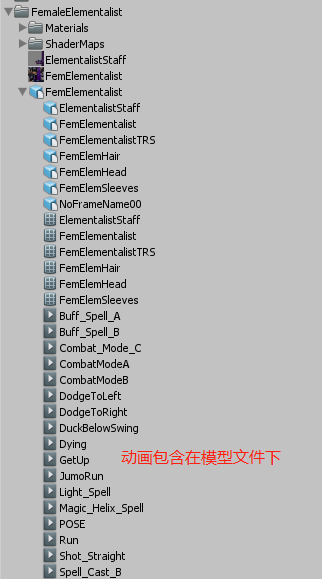 FemaleElementalist
Materials
ShaderMaps
ElementalistStaff
FemElementalist
FemElementalist
ElementalistStaff
FemElementalist
FemElementalistTRS
FemElemHair
FemElemHead
FemElemSleeves
NoFrameName00
ElementalistStaff
FemElementalist
FemElementalistTRS
FemElemHair
FemElemHead
FemElemSleeves
Buff_Spell_A
Buff_Spell_B
Combat_Mode_C
CombatModeA
CombatModeB
DodgeToLeft
DodgeToRight
DuckBelowSwing
Dying
GetUp 动画包含在模型文件下
JumoRun
Light_Spell
Magic_Helix_Spell
POSE
Run
Shot_Straight
Spell_Cast_B